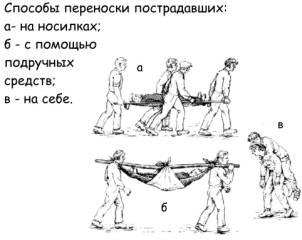 Способы переноски пострадавших:
а- на носилках;
б - с помощью
подручных
средств;
в - на себе.
а
в
б